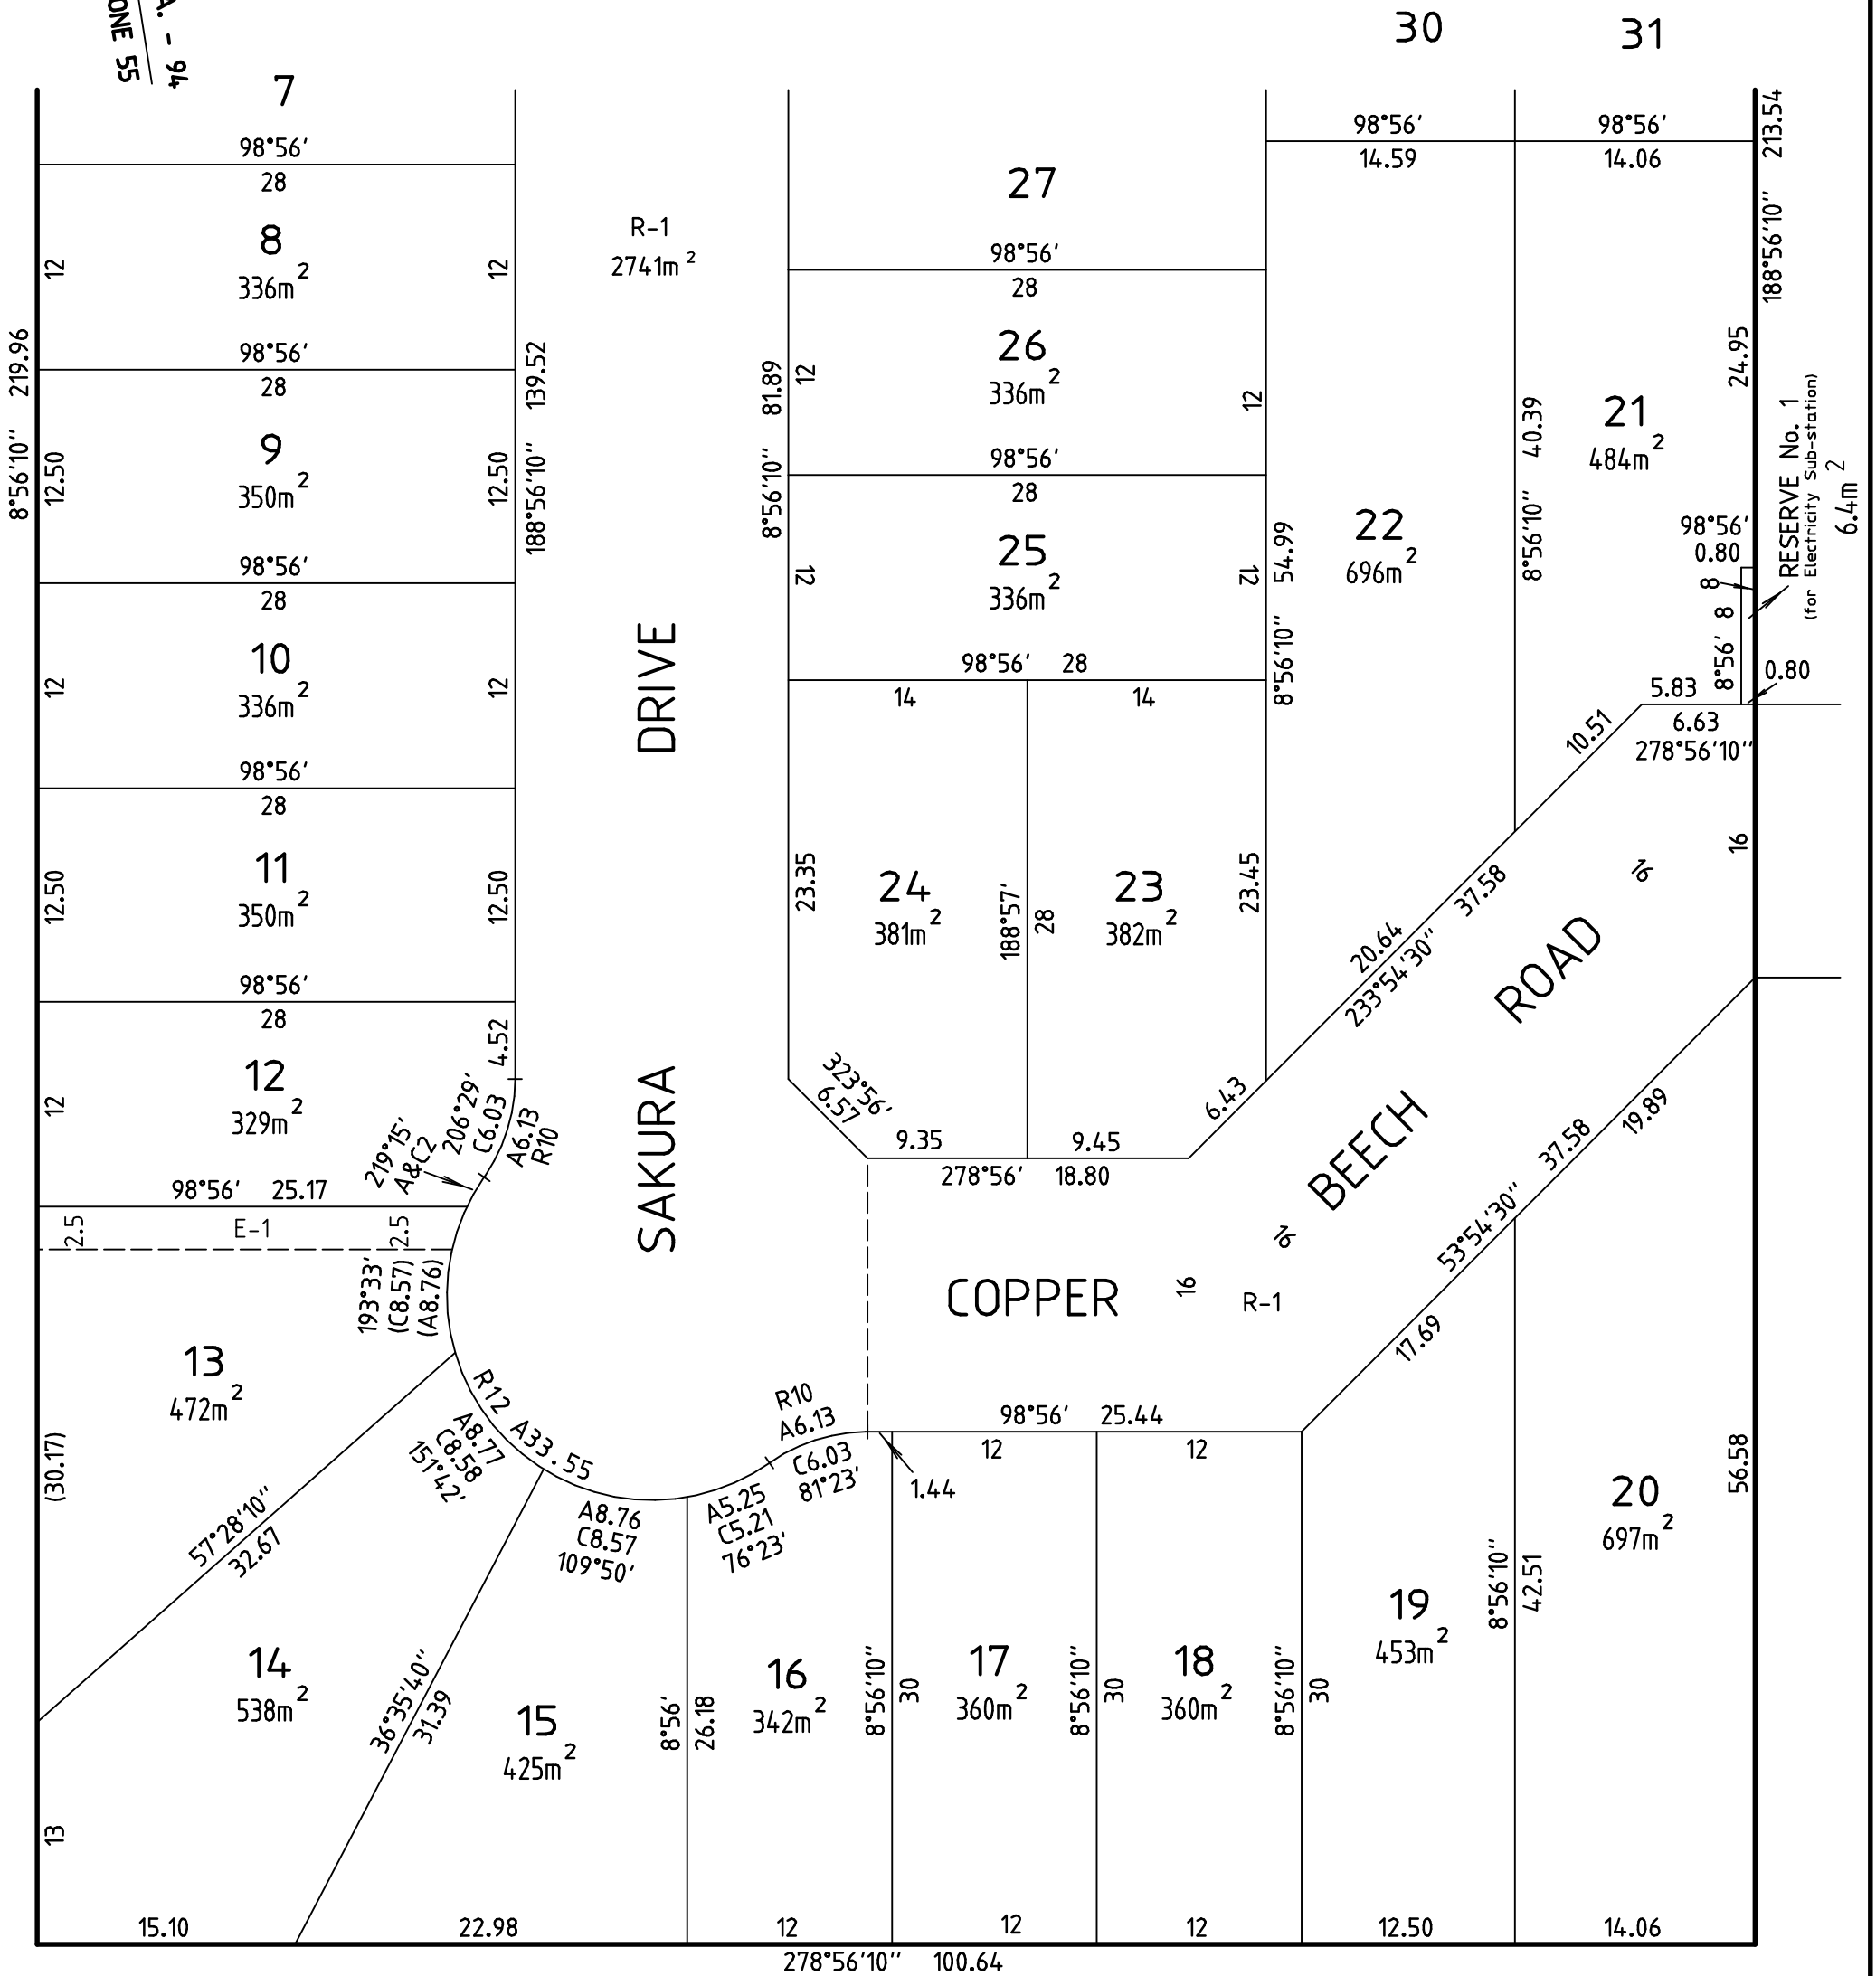 A. - 94
ONE 55
30
31
7
98°56'
28
8
336m²
12
12
98°56'
28
9
350m²
12.50
12.50
8°56'10" 219.96
188°56'10" 139.52
98°56'
28
10
336m²
12
12
98°56'
28
11
350m²
12.50
12.50
98°56'
28
12
329m²
12
4.52
206°29'
C6.03
A6.13
R10
219°15'
A&C2
98°56' 25.17
2.5
E-1
2.5
193°33'
(C8.57)
(A8.76)
13
472m²
(30.17)
57°28'10"
32.67
R12 A33.55
A8.77
C8.58
151°42'
14
538m²
13
15.10
36°35'40"
31.39
A8.76
C8.57
109°50'
15
425m²
22.98
8°56'
26.18
A5.25
C5.21
76°23'
R10
A6.13
C6.03
81°23'
1.44
16
342m²
12
8°56'10"
30
98°56' 25.44
12
12
17
360m²
12
8°56'10"
30
18
360m²
12
8°56'10"
30
19
453m²
12.50
17.69
8°56'10"
42.51
53°54'30" 37.58
19.89
20
697m²
56.58
14.06
278°56'10" 100.64
R-1
2741m²
SAKURA DRIVE
27
98°56'
28
26
336m²
12
12
8°56'10" 81.89
98°56'
28
25
336m²
12
12
98°56' 28
14
14
24
381m²
23.35
188°57'
28
23
382m²
23.45
323°56'
6.57
9.35
9.45
6.43
278°56' 18.80
COPPER BEECH ROAD
16
16
16
16
R-1
98°56'
14.59
22
696m²
8°56'10" 54.99
20.64
233°54'30" 37.58
98°56'
14.06
21
484m²
8°56'10" 40.39
10.51
188°56'10" 213.54
24.95
98°56'
0.80
8
8
8°56'
0.80
5.83
6.63
278°56'10"
RESERVE No. 1
(for Electricity Sub-station)
6.4m²